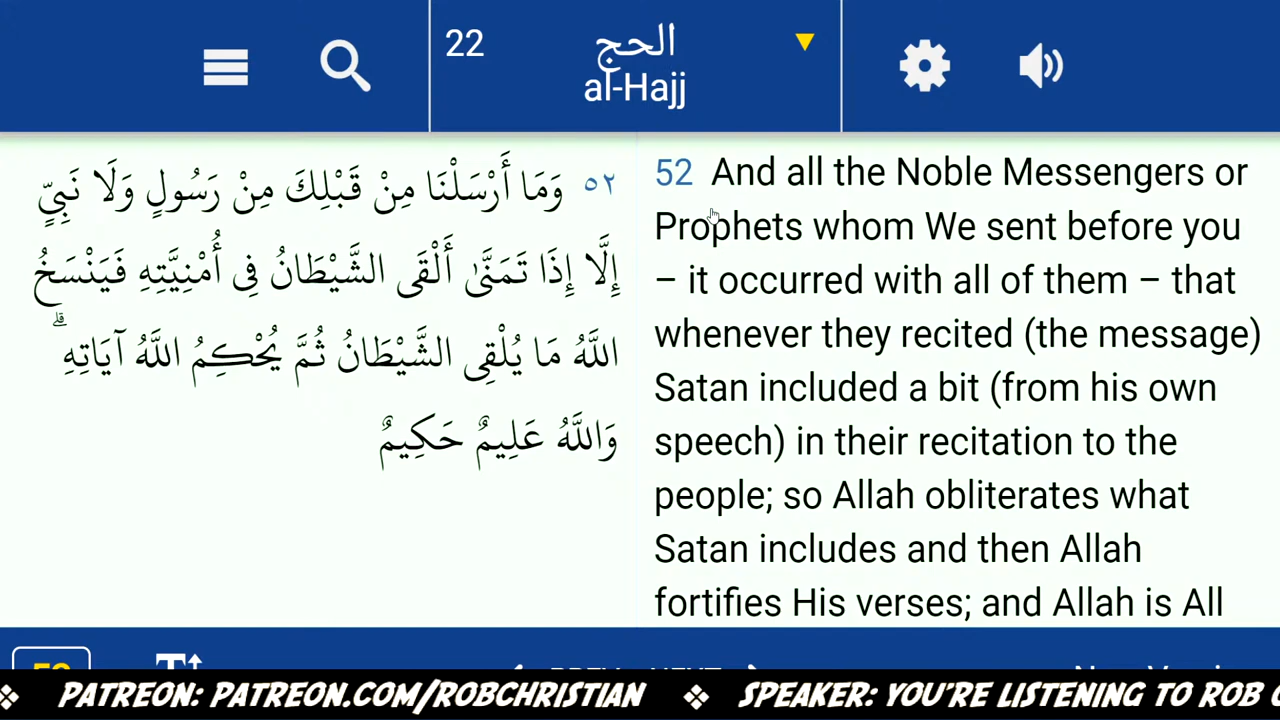 22
الحج
al-Hajj
٥٢ وَمَا أَرْسَلْنَا مِنْ قَبْلِكَ مِنْ رَسُولٍ وَلَا نَبِيٍّ
إِلَّا إِذَا تَمَنَّىٰ أَلْقَى الشَّيْطَانُ فِى أُمْنِيَّتِهِ فَيَنْسَخُ
اللَّهُ مَا يُلْقِى الشَّيْطَانُ ثُمَّ يُحْكِمُ اللَّهُ آيَاتِهِ ۗ
وَاللَّهُ عَلِيمٌ حَكِيمٌ
52 And all the Noble Messengers or
Prophets whom We sent before you
– it occurred with all of them – that
whenever they recited (the message)
Satan included a bit (from his own
speech) in their recitation to the
people; so Allah obliterates what
Satan includes and then Allah
fortifies His verses; and Allah is All
❖ PATREON: PATREON.COM/ROBCHRISTIAN ❖ SPEAKER: YOU'RE LISTENING TO ROB